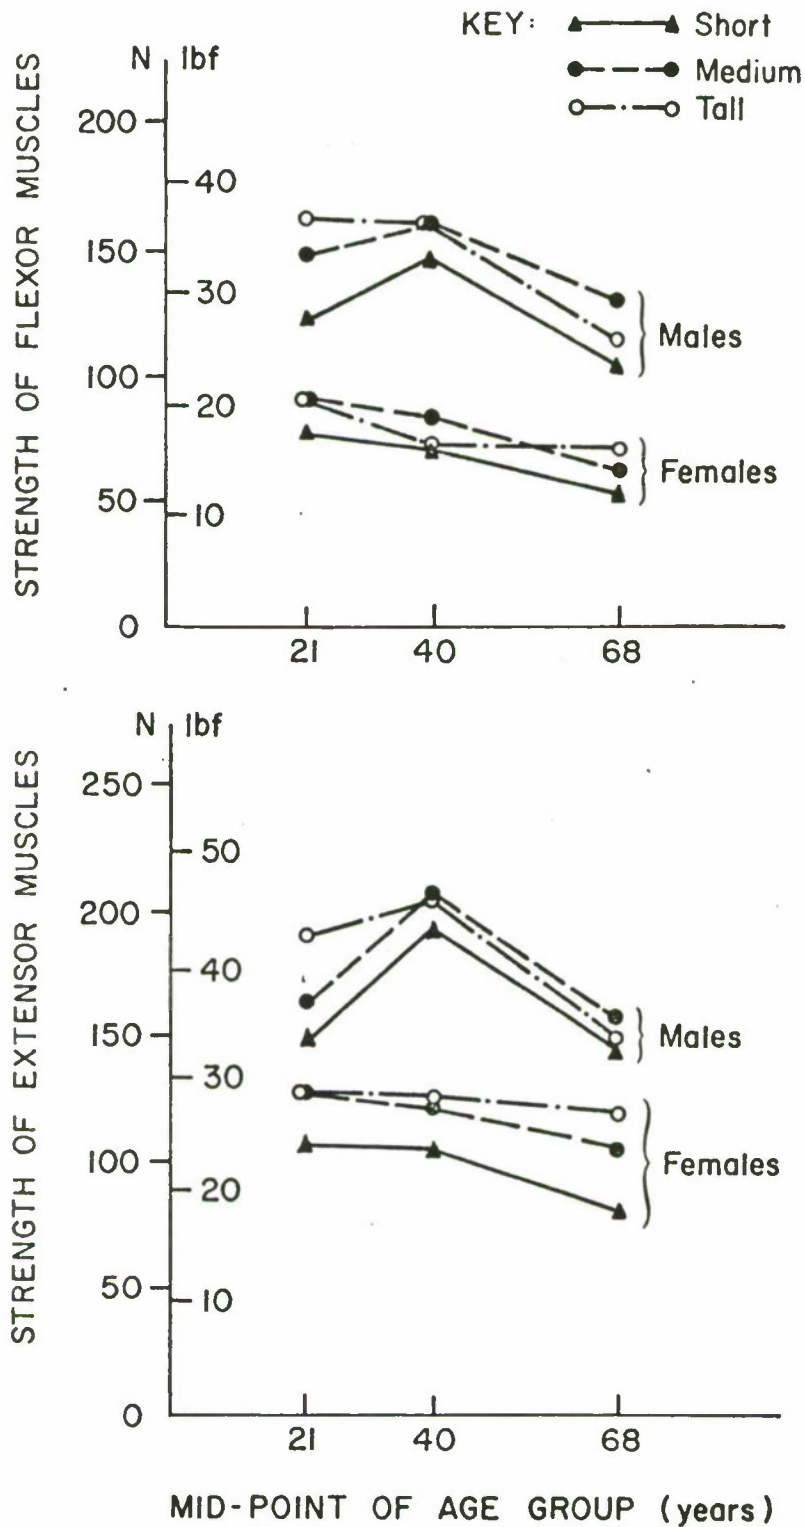 KEY: Short
Medium
Tall
N lbf
STRENGTH OF FLEXOR MUSCLES
200
40
150
30
100
20
50
10
0
Males
Females
21 40 68
N lbf
STRENGTH OF EXTENSOR MUSCLES
250
50
200
40
150
30
100
20
50
10
0
Males
Females
21 40 68
MID-POINT OF AGE GROUP (years)